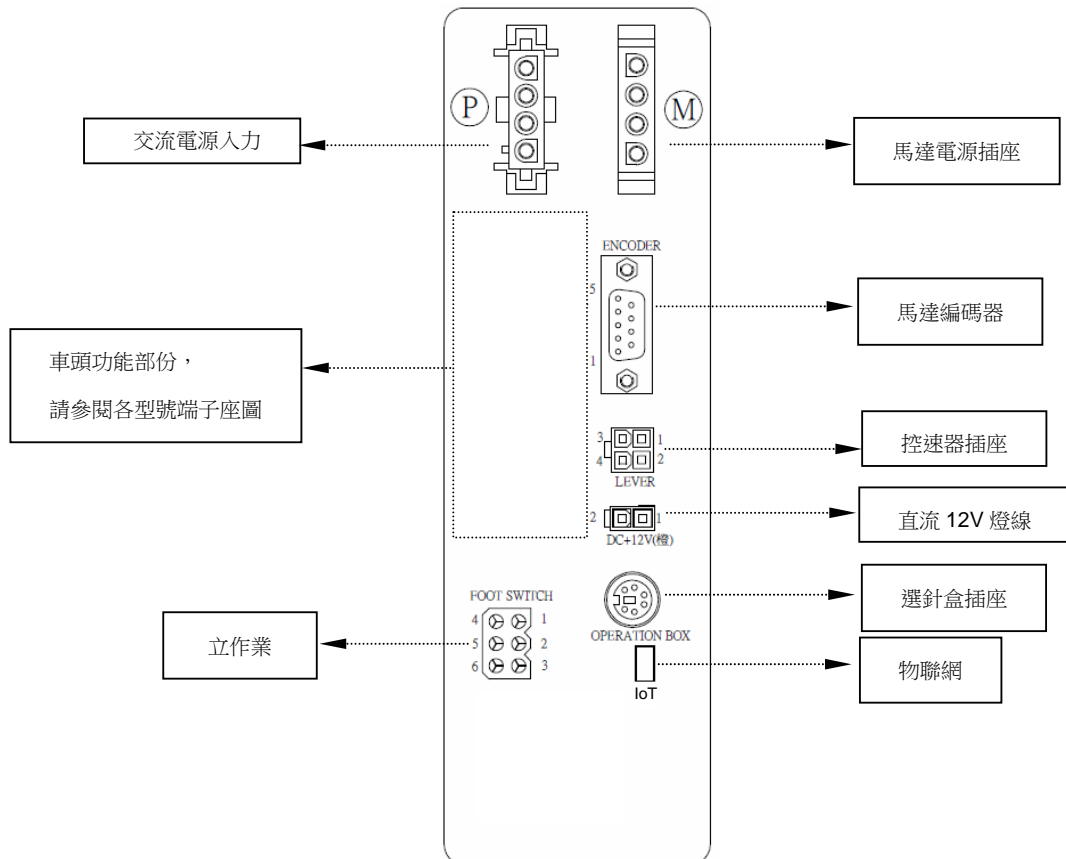 P
M
交流電源入力
馬達電源插座
ENCODER
5
1
馬達編碼器
車頭功能部份，
請參閱各型號端子座圖
3
1
4
2
LEVER
控速器插座
2
1
DC+12V(橙)
直流 12V 燈線
FOOT SWITCH
4
1
5
2
6
3
立作業
OPERATION BOX
選針盒插座
IoT
物聯網